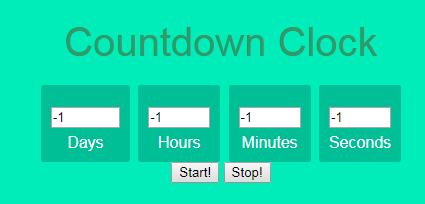 Countdown Clock
-1 -1 -1 -1
Days Hours Minutes Seconds
Start! Stop!